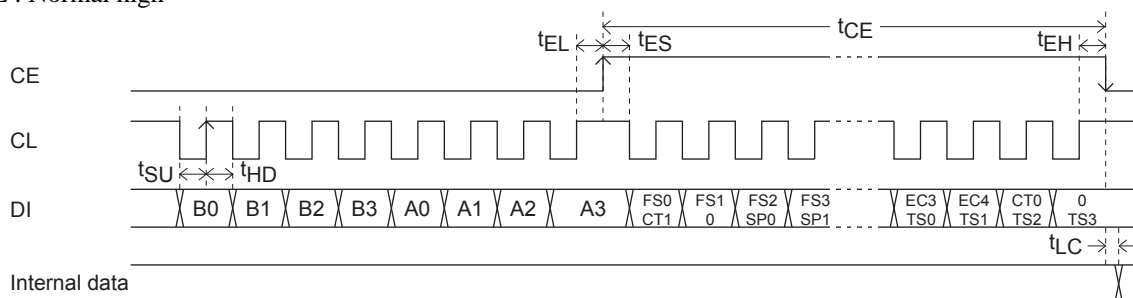 : Normal high
tCE
tEL tES tEH
CE
CL
tSU tHD
DI B0 B1 B2 B3 A0 A1 A2 A3 FS0 FS1 FS2 FS3 EC3 EC4 CT0 0
CT1 0 SP0 SP1 TS0 TS1 TS2 TS3
tLC
Internal data